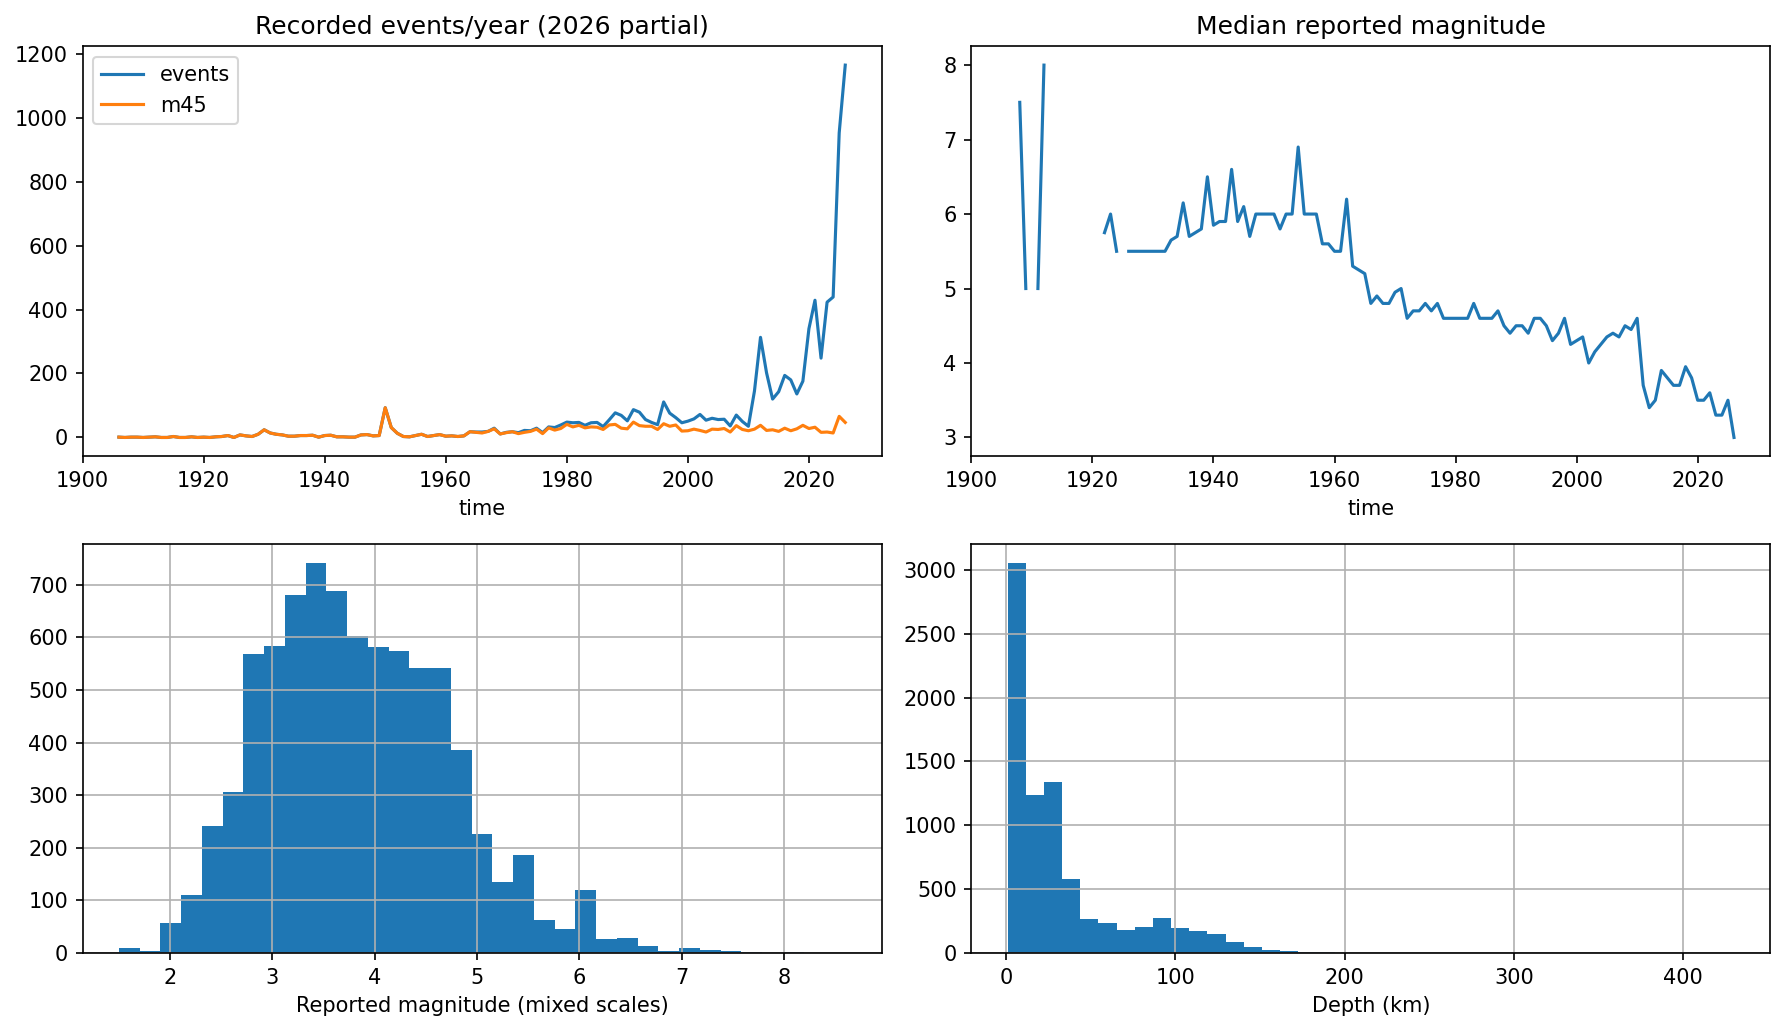 Recorded events/year (2026 partial)
events
m45
1200
1000
800
600
400
200
0
1900 1920 1940 1960 1980 2000 2020
time
Median reported magnitude
8
7
6
5
4
3
1900 1920 1940 1960 1980 2000 2020
time
700
600
500
400
300
200
100
0
2 3 4 5 6 7 8
Reported magnitude (mixed scales)
3000
2500
2000
1500
1000
500
0
0 100 200 300 400
Depth (km)